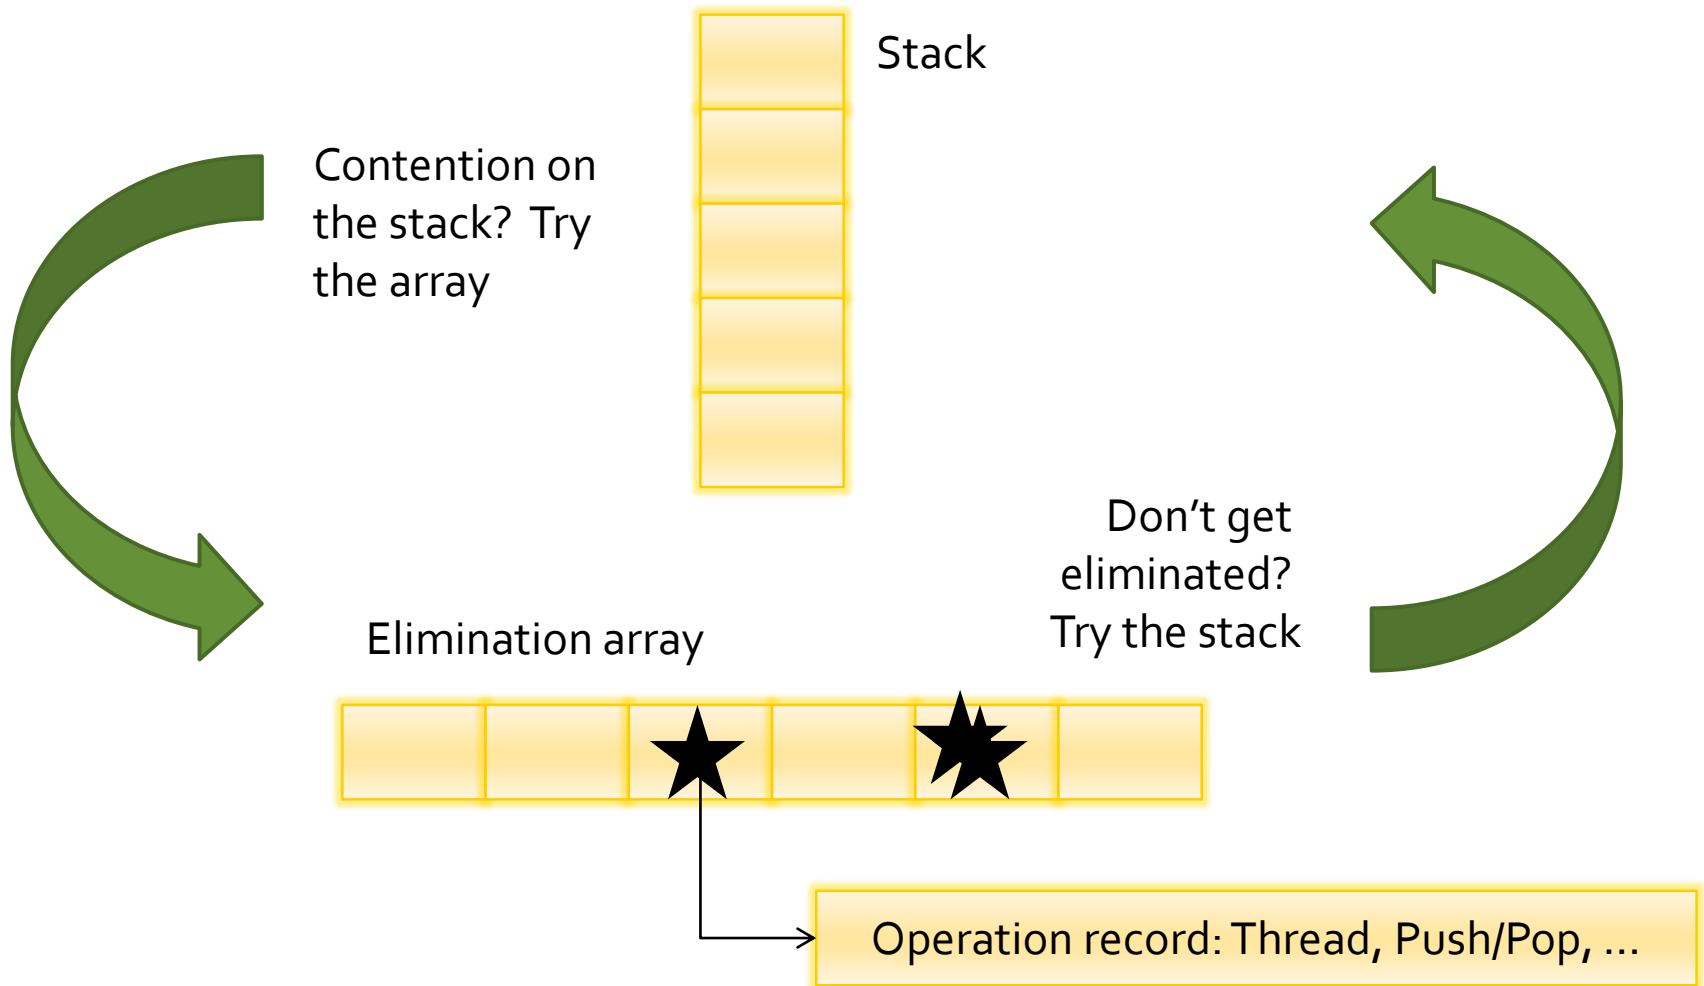 Stack
Contention on
the stack?  Try
the array
Don’t get
eliminated?
Try the stack
Elimination array
Operation record: Thread, Push/Pop, …